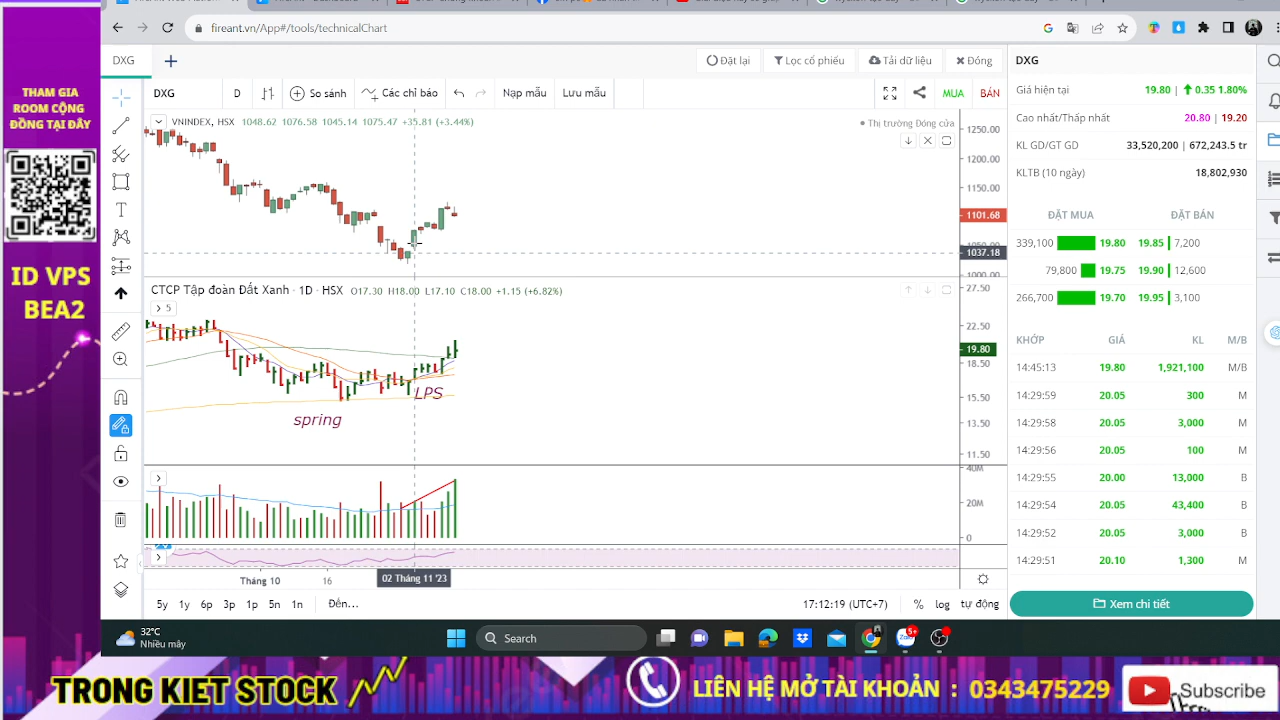 fireant.vn/App#/tools/technicalChart
THAM GIA
ROOM CỘNG
ĐỒNG TẠI ĐÂY
ID VPS
BEA2
DXG
Đặt lại
Lọc cổ phiếu
Tải dữ liệu
Đóng
DXG
D
So sánh
Các chỉ báo
Nạp mẫu
Lưu mẫu
MUA
BÁN
VNINDEX, HSX 1048.62 1076.58 1045.14 1075.47 +35.81 (+3.44%)
Thị trường Đóng cửa
1250.00
1200.00
1150.00
1101.68
1050.00
1037.18
1000.00
CTCP Tập đoàn Đất Xanh · 1D · HSX O17.30 H18.00 L17.10 C18.00 +1.15 (+6.82%)
5
27.50
22.50
19.80
18.50
15.50
13.50
11.50
LPS
spring
40M
20M
0
Tháng 10
16
02 Tháng 11 '23
5y 1y 6p 3p 1p 5n 1n
Đến...
17:12:19 (UTC+7)
% log tự động
DXG
Giá hiện tại 19.80 | 0.35 1.80%
Cao nhất/Thấp nhất 20.80 | 19.20
KL GD/GT GD 33,520,200 | 672,243.5 tr
KLTB (10 ngày) 18,802,930
ĐẶT MUA ĐẶT BÁN
339,100 19.80 19.85 7,200
79,800 19.75 19.90 12,600
266,700 19.70 19.95 3,100
KHỚP GIÁ KL M/B
14:45:13 19.80 1,921,100 M/B
14:29:59 20.05 300 M
14:29:58 20.05 3,000 M
14:29:56 20.05 100 M
14:29:55 20.00 13,000 B
14:29:54 20.05 43,400 B
14:29:52 20.05 3,000 B
14:29:51 20.10 1,300 M
Xem chi tiết
32°C
Nhiều mây
Search
5+
TRONG KIET STOCK
LIÊN HỆ MỞ TÀI KHOẢN : 0343475229
Subscribe